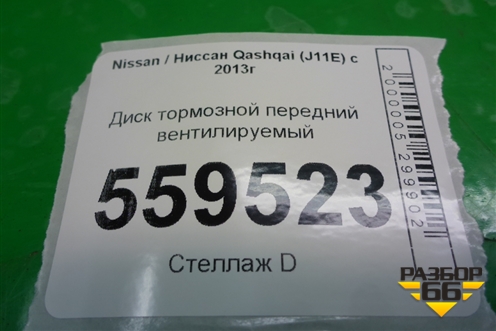 Nissan / Ниссан Qashqai (J11E) с
2013г
Диск тормозной передний
вентилируемый
559523
Стеллаж D
2000005299902
РАЗБОР
66